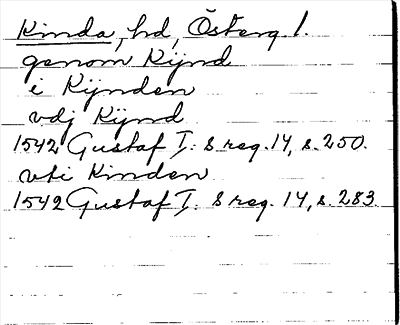 Kinda, hd, Österg. l.
genom Kijnd
i Kijnden
vdj Kijnd
1542 Gustaf I: s reg. 14, s. 250.
vti Kinden
1542 Gustaf I: s reg. 14, s. 283.